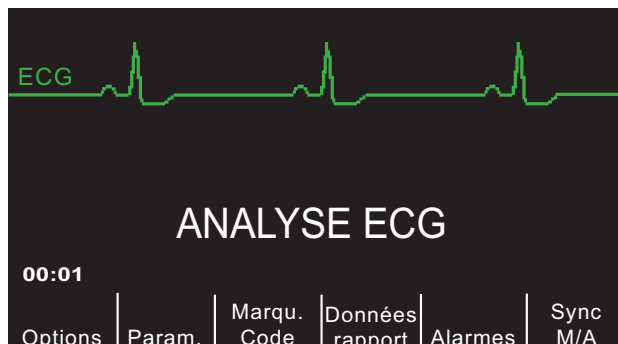 ECG
ANALYSE ECG
00:01
Marqu. Données Sync
Options Param. Code rapport Alarmes M/A